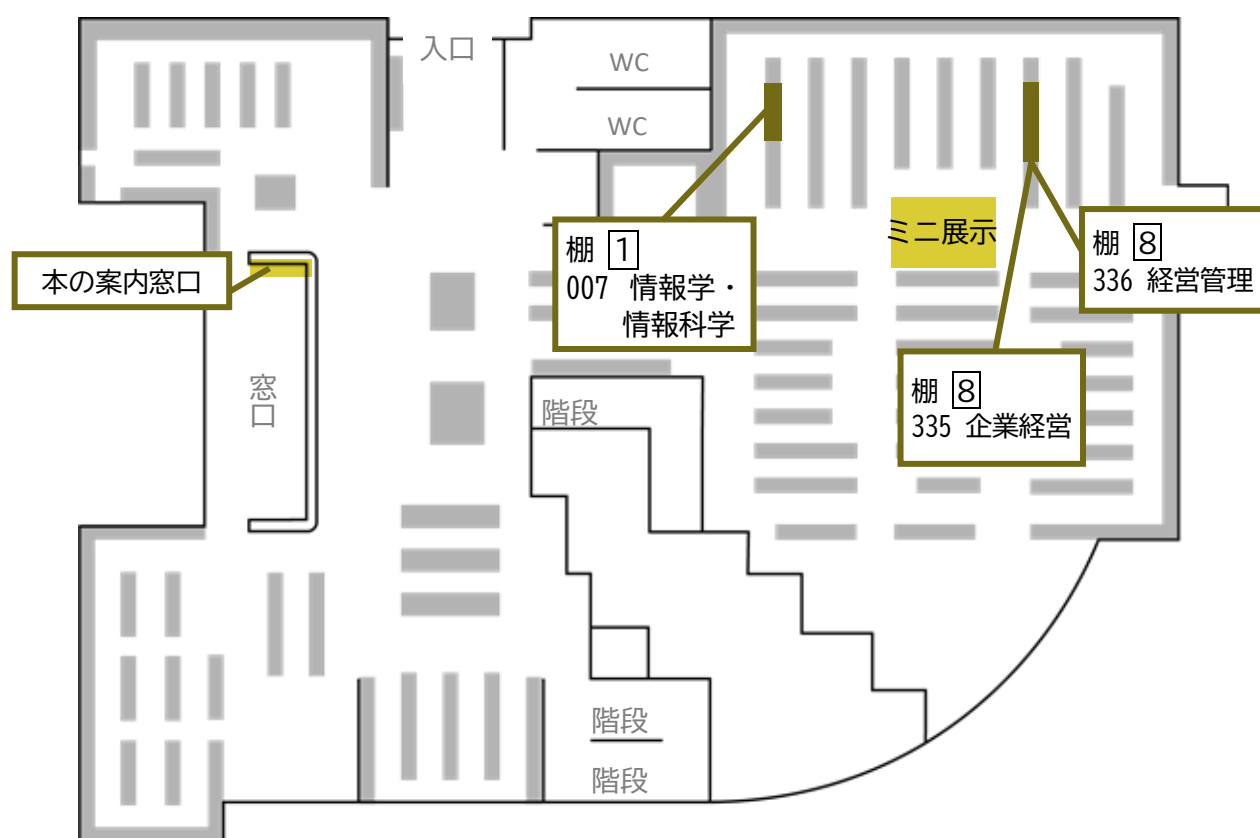 入口
WC
WC
ミニ展示
棚 1
007 情報学・
情報科学
棚 8
336 経営管理
本の案内窓口
棚 8
335 企業経営
窓口
階段
階段
階段